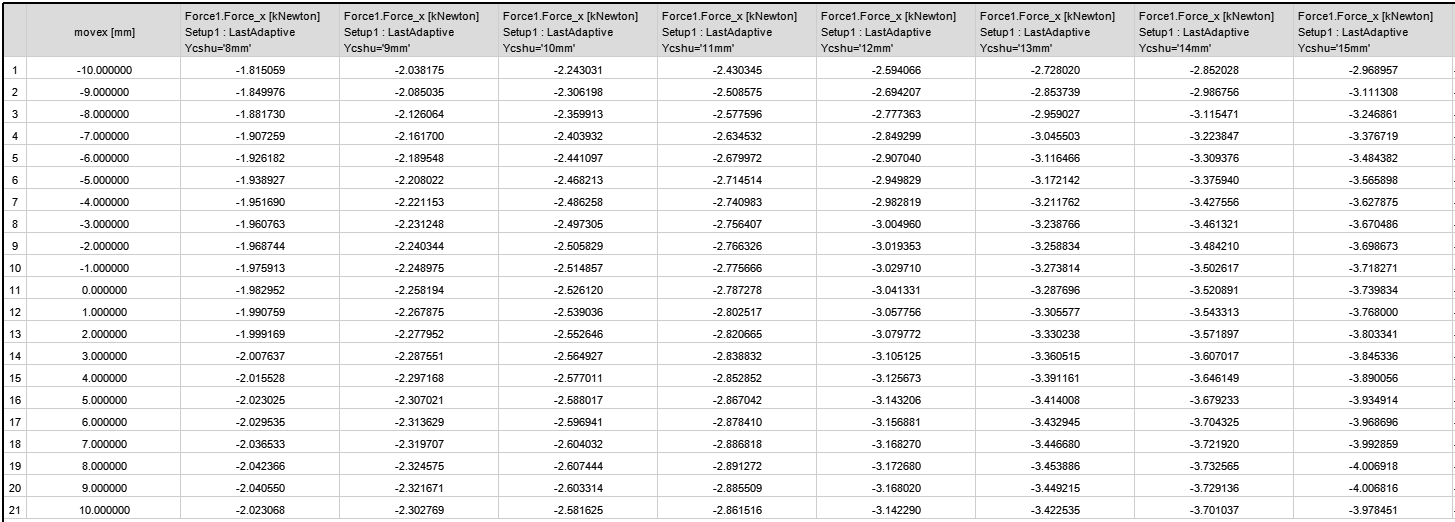 movex [mm] Force1.Force_x [kNewton] Force1.Force_x [kNewton] Force1.Force_x [kNewton] Force1.Force_x [kNewton] Force1.Force_x [kNewton] Force1.Force_x [kNewton] Force1.Force_x [kNewton] Force1.Force_x [kNewton]
Setup1 : LastAdaptive Setup1 : LastAdaptive Setup1 : LastAdaptive Setup1 : LastAdaptive Setup1 : LastAdaptive Setup1 : LastAdaptive Setup1 : LastAdaptive Setup1 : LastAdaptive
Ycshu='8mm' Ycshu='9mm' Ycshu='10mm' Ycshu='11mm' Ycshu='12mm' Ycshu='13mm' Ycshu='14mm' Ycshu='15mm'
1 -10.000000 -1.815059 -2.038175 -2.243031 -2.430345 -2.594066 -2.728020 -2.852028 -2.968957
2 -9.000000 -1.849976 -2.085035 -2.306198 -2.508575 -2.694207 -2.853739 -2.986756 -3.111308
3 -8.000000 -1.881730 -2.126064 -2.359913 -2.577596 -2.777363 -2.959027 -3.115471 -3.246861
4 -7.000000 -1.907259 -2.161700 -2.403932 -2.634532 -2.849299 -3.045503 -3.223847 -3.376719
5 -6.000000 -1.926182 -2.189548 -2.441097 -2.679972 -2.907040 -3.116466 -3.309376 -3.484382
6 -5.000000 -1.938927 -2.208022 -2.468213 -2.714514 -2.949829 -3.172142 -3.375940 -3.565898
7 -4.000000 -1.951690 -2.221153 -2.486258 -2.740983 -2.982819 -3.211762 -3.427556 -3.627875
8 -3.000000 -1.960763 -2.231248 -2.497305 -2.756407 -3.004960 -3.238766 -3.461321 -3.670486
9 -2.000000 -1.968744 -2.240344 -2.505829 -2.766326 -3.019353 -3.258834 -3.484210 -3.698673
10 -1.000000 -1.975913 -2.248975 -2.514857 -2.775666 -3.029710 -3.273814 -3.502617 -3.718271
11 0.000000 -1.982952 -2.258194 -2.526120 -2.787278 -3.041331 -3.287696 -3.520891 -3.739834
12 1.000000 -1.990759 -2.267875 -2.539036 -2.802517 -3.057756 -3.305577 -3.543313 -3.768000
13 2.000000 -1.999169 -2.277952 -2.552646 -2.820665 -3.079772 -3.330238 -3.571897 -3.803341
14 3.000000 -2.007637 -2.287551 -2.564927 -2.838832 -3.105125 -3.360515 -3.607017 -3.845336
15 4.000000 -2.015528 -2.297168 -2.577011 -2.852852 -3.125673 -3.391161 -3.646149 -3.890056
16 5.000000 -2.023025 -2.307021 -2.588017 -2.867042 -3.143206 -3.414008 -3.679233 -3.934914
17 6.000000 -2.029535 -2.313629 -2.596941 -2.878410 -3.156881 -3.432945 -3.704325 -3.968696
18 7.000000 -2.036533 -2.319707 -2.604032 -2.886818 -3.168270 -3.446680 -3.721920 -3.992859
19 8.000000 -2.042366 -2.324575 -2.607444 -2.891272 -3.172680 -3.453886 -3.732565 -4.006918
20 9.000000 -2.040550 -2.321671 -2.603314 -2.885509 -3.168020 -3.449215 -3.729136 -4.006816
21 10.000000 -2.023068 -2.302769 -2.581625 -2.861516 -3.142290 -3.422535 -3.701037 -3.978451